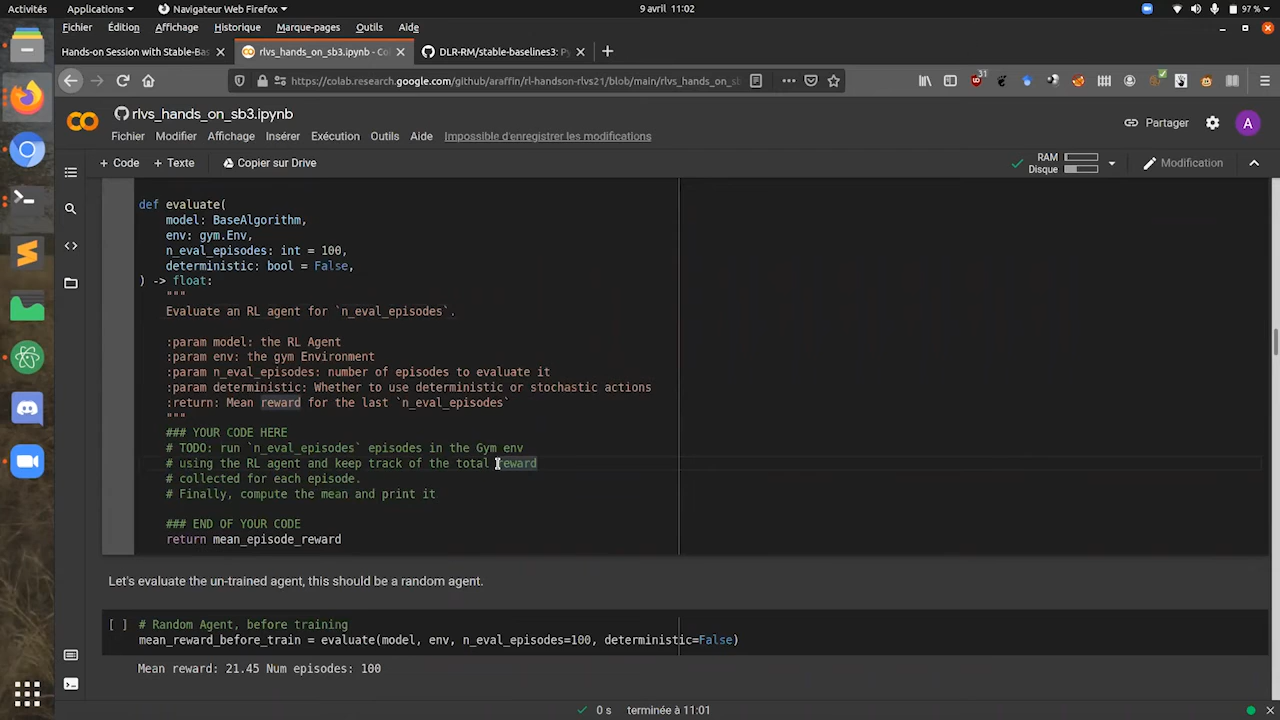 Activités Applications Navigateur Web Firefox 9 avril 11:02 97 %
Fichier Édition Affichage Historique Marque-pages Outils Aide
Hands-on Session with Stable-Bas rlvs_hands_on_sb3.ipynb - Col DLR-RM/stable-baselines3: Py
https://colab.research.google.com/github/araffin/rl-handson-rlvs21/blob/main/rlvs_hands_on_sb 31
rlvs_hands_on_sb3.ipynb
Partager A
Fichier Modifier Affichage Insérer Exécution Outils Aide Impossible d'enregistrer les modifications
+ Code + Texte Copier sur Drive RAM Disque Modification
def evaluate(
model: BaseAlgorithm,
env: gym.Env,
n_eval_episodes: int = 100,
deterministic: bool = False,
) -> float:
"""
Evaluate an RL agent for `n_eval_episodes`.
:param model: the RL Agent
:param env: the gym Environment
:param n_eval_episodes: number of episodes to evaluate it
:param deterministic: Whether to use deterministic or stochastic actions
:return: Mean reward for the last `n_eval_episodes`
"""
### YOUR CODE HERE
# TODO: run `n_eval_episodes` episodes in the Gym env
# using the RL agent and keep track of the total reward
# collected for each episode.
# Finally, compute the mean and print it
### END OF YOUR CODE
return mean_episode_reward
Let's evaluate the un-trained agent, this should be a random agent.
[ ] # Random Agent, before training
mean_reward_before_train = evaluate(model, env, n_eval_episodes=100, deterministic=False)
Mean reward: 21.45 Num episodes: 100
0 s terminée à 11:01